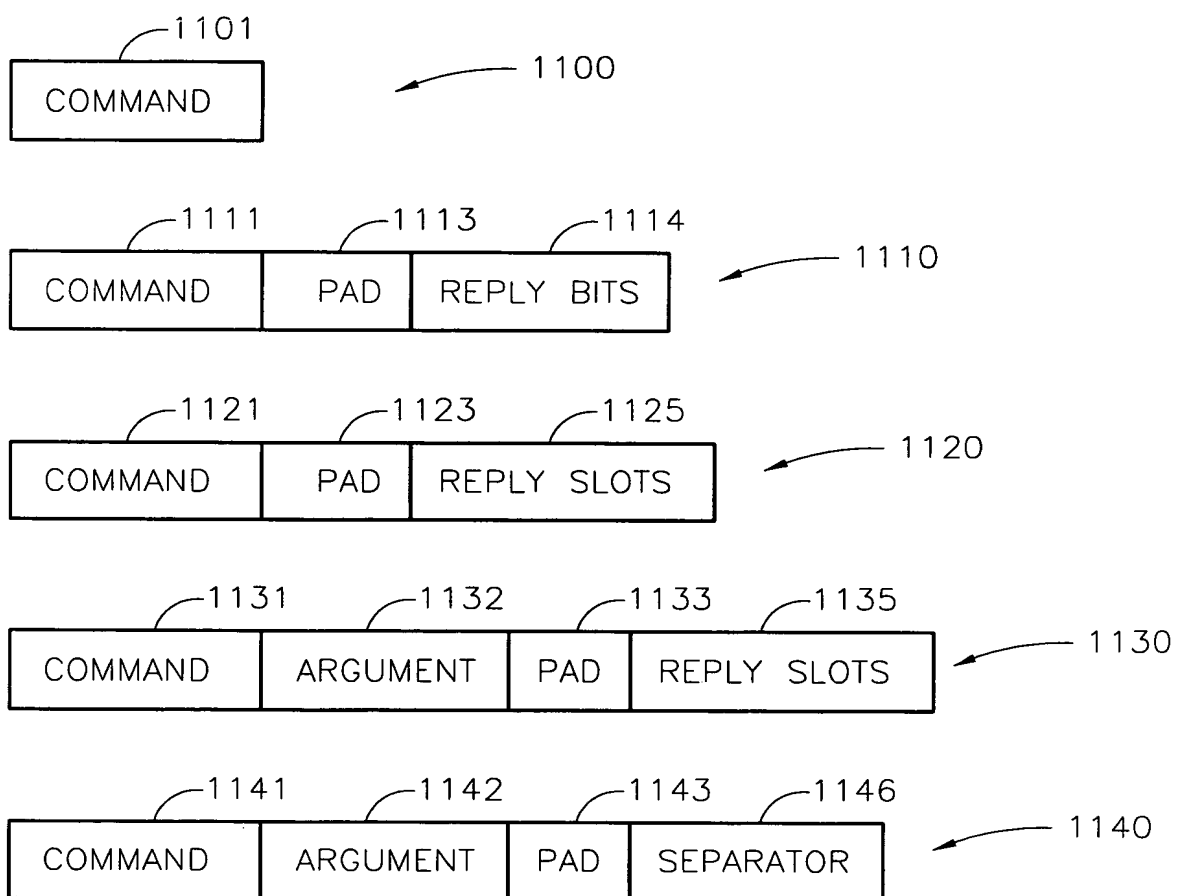 1101
1100
COMMAND
1111 1113 1114
1110
COMMAND PAD REPLY BITS
1121 1123 1125
1120
COMMAND PAD REPLY SLOTS
1131 1132 1133 1135
1130
COMMAND ARGUMENT PAD REPLY SLOTS
1141 1142 1143 1146
1140
COMMAND ARGUMENT PAD SEPARATOR